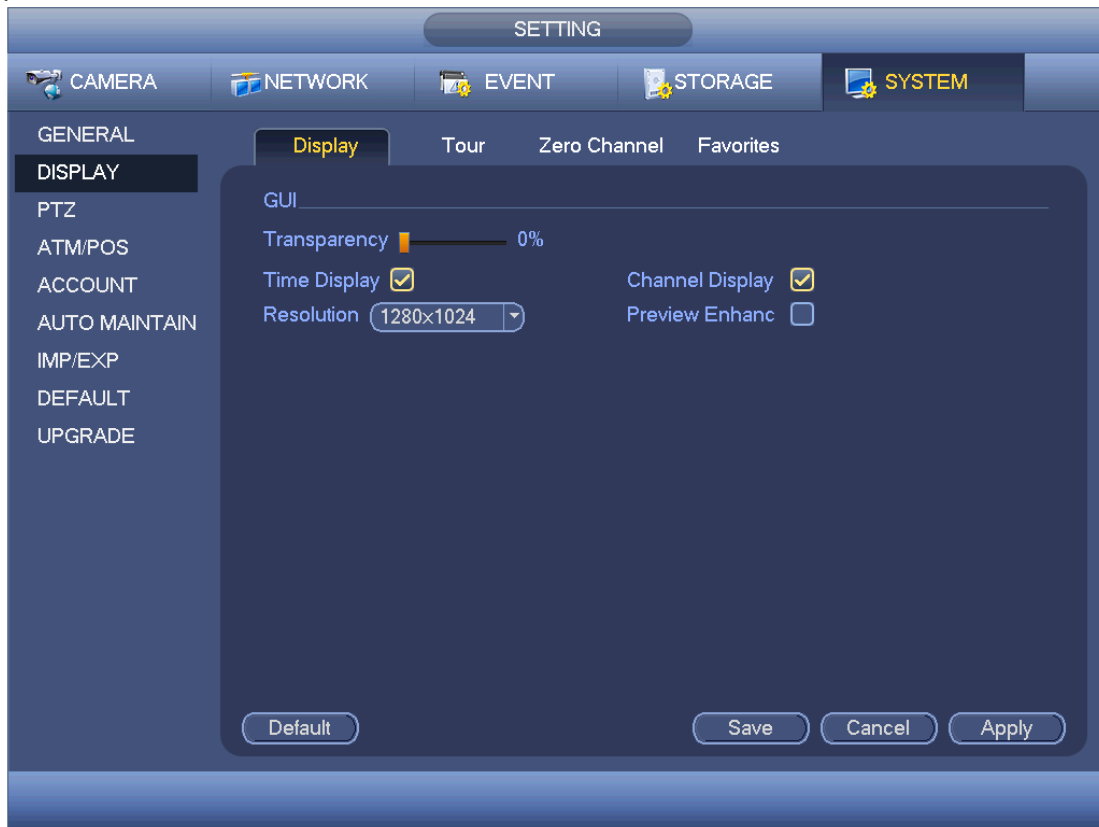 SETTING
CAMERA NETWORK EVENT STORAGE SYSTEM
GENERAL
DISPLAY
PTZ
ATM/POS
ACCOUNT
AUTO MAINTAIN
IMP/EXP
DEFAULT
UPGRADE
Display Tour Zero Channel Favorites
GUI
Transparency 0%
Time Display Channel Display
Resolution 1280x1024 Preview Enhanc
Default Save Cancel Apply